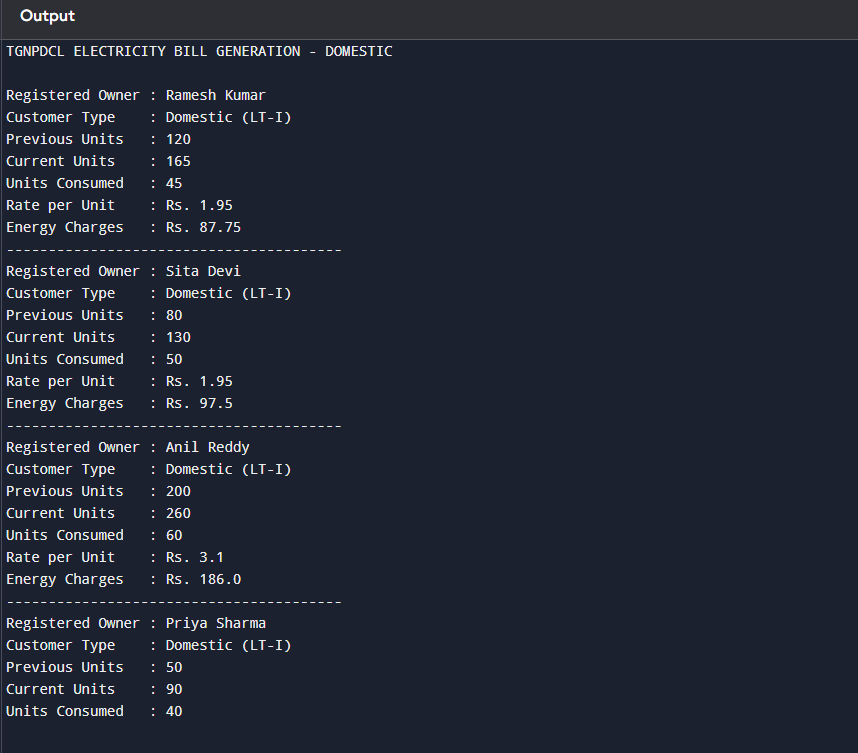 Output
TGNPDCL ELECTRICITY BILL GENERATION - DOMESTIC
Registered Owner : Ramesh Kumar
Customer Type    : Domestic (LT-I)
Previous Units   : 120
Current Units    : 165
Units Consumed   : 45
Rate per Unit    : Rs. 1.95
Energy Charges   : Rs. 87.75
----------------------------------------
Registered Owner : Sita Devi
Customer Type    : Domestic (LT-I)
Previous Units   : 80
Current Units    : 130
Units Consumed   : 50
Rate per Unit    : Rs. 1.95
Energy Charges   : Rs. 97.5
----------------------------------------
Registered Owner : Anil Reddy
Customer Type    : Domestic (LT-I)
Previous Units   : 200
Current Units    : 260
Units Consumed   : 60
Rate per Unit    : Rs. 3.1
Energy Charges   : Rs. 186.0
----------------------------------------
Registered Owner : Priya Sharma
Customer Type    : Domestic (LT-I)
Previous Units   : 50
Current Units    : 90
Units Consumed   : 40